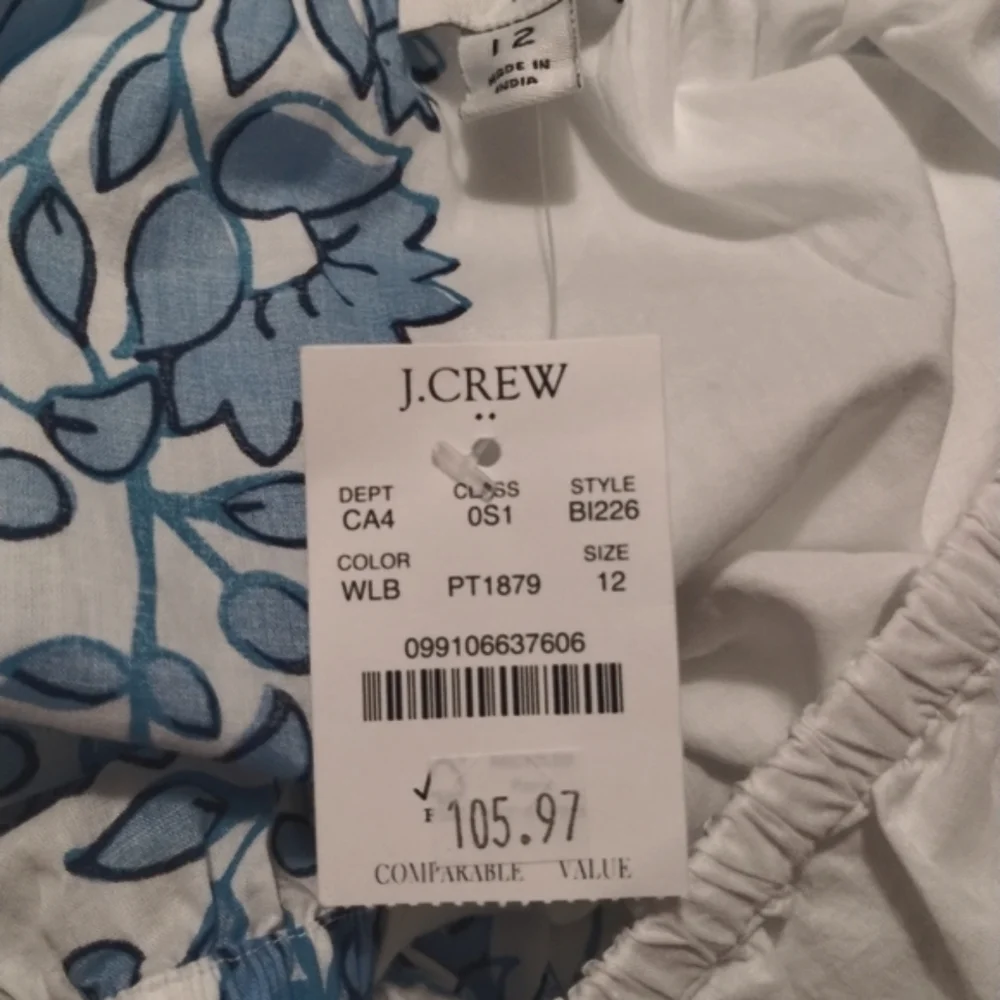 12
MADE IN
INDIA
J.CREW
DEPT CLASS STYLE
CA4 0S1 BI226
COLOR SIZE
WLB PT1879 12
099106637606
105.97
COMPARABLE VALUE